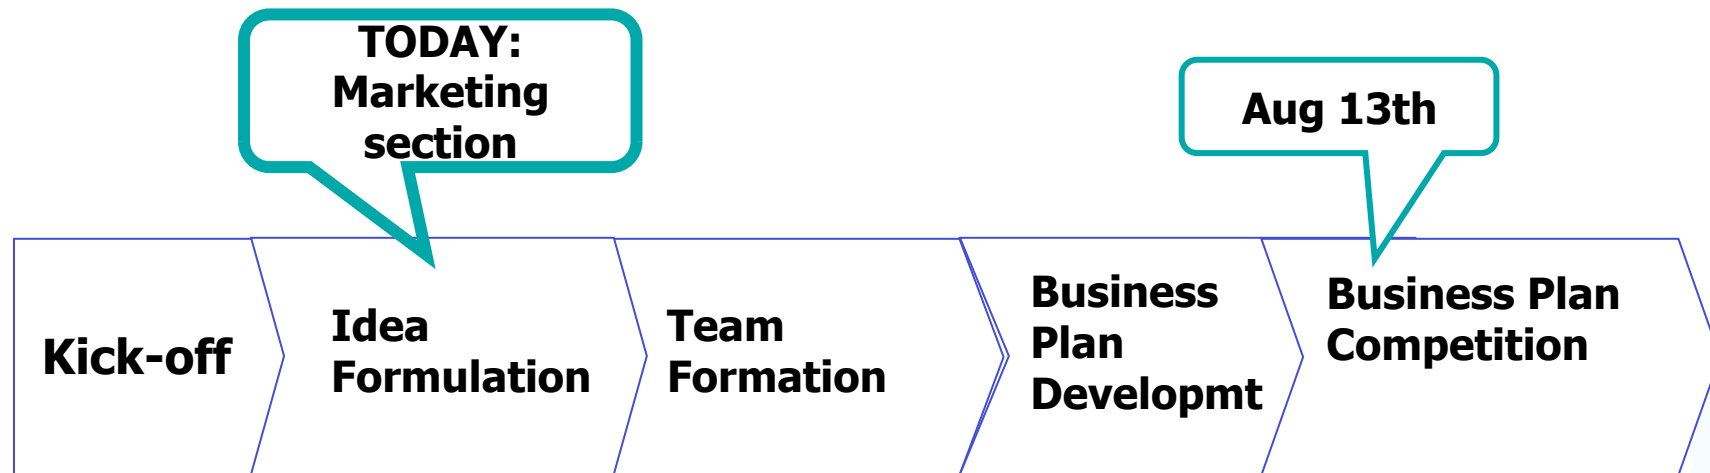 TODAY:
Marketing
section
Aug 13th
Kick-off
Idea
Formulation
Team
Formation
Business
Plan
Developmt
Business Plan
Competition